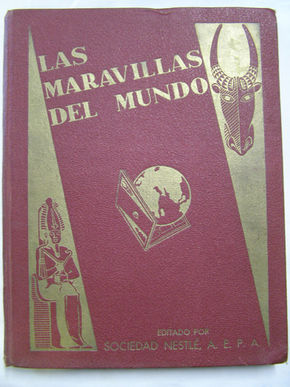 LAS
MARAVILLAS
DEL MUNDO
EDITADO POR
SOCIEDAD NESTLÉ, A. E. P. A.